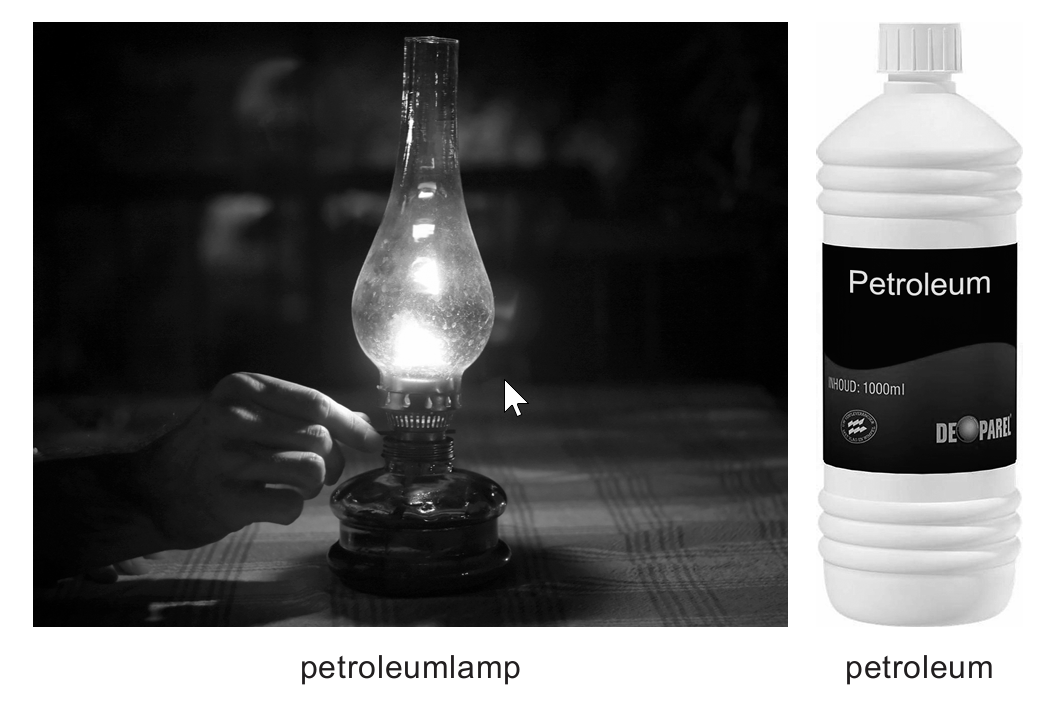 Petroleum
INHOUD: 1000ml
DE PAREL
petroleumlamp
petroleum